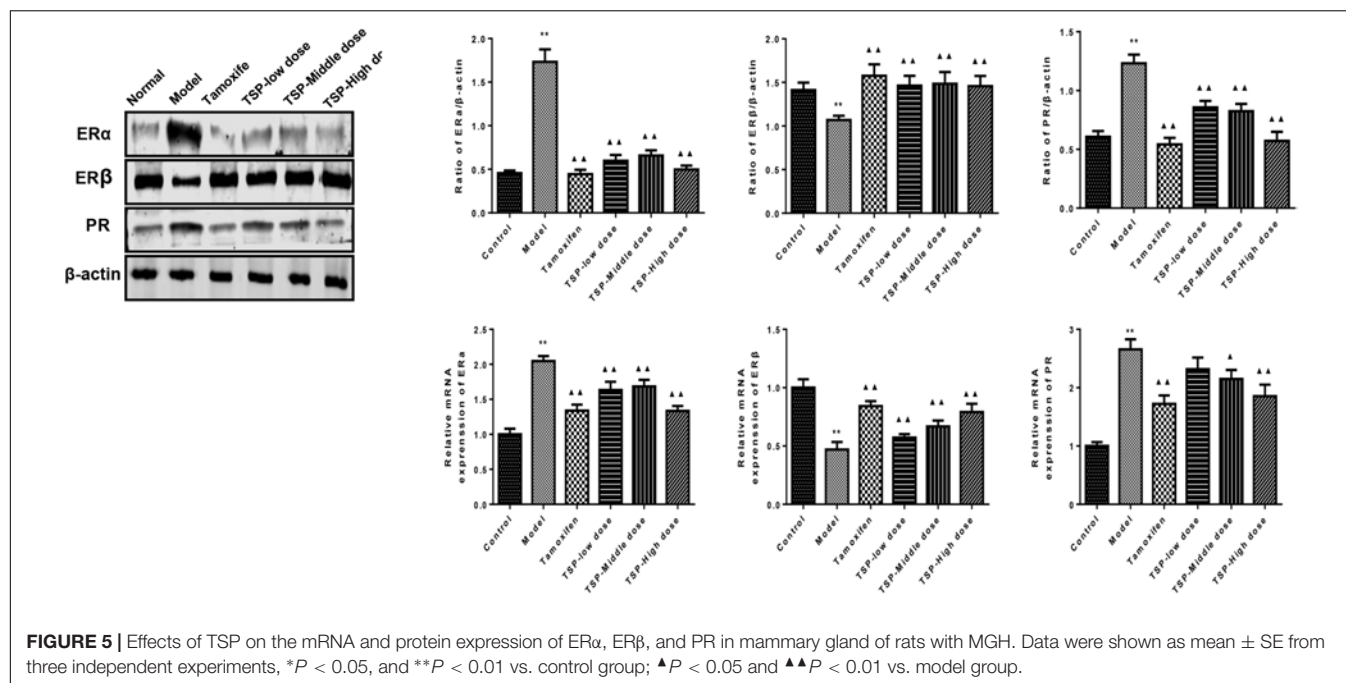 Normal
Model
Tamoxife
TSP-low dose
TSP-Middle dose
TSP-High d
ERα
ERβ
PR
β-actin
Ratio of ERa/β-actin
2.0
1.5
1.0
0.5
0.0
**
▲▲
▲▲
▲▲
▲▲
Control
Model
Tamoxifen
TSP-low dose
TSP-Middle dose
TSP-High dose
Ratio of ERβ/β-actin
2.0
1.5
1.0
0.5
0.0
**
▲▲
▲▲
▲▲
▲▲
Control
Model
Tamoxifen
TSP-low dose
TSP-Middle dose
TSP-High dose
Ratio of PR/β-actin
1.5
1.0
0.5
0.0
**
▲▲
▲▲
▲▲
▲▲
Control
Model
Tamoxifen
TSP-low dose
TSP-Middle dose
TSP-High dose
Relative mRNA
exprenssion of ERa
2.5
2.0
1.5
1.0
0.5
0.0
**
▲▲
▲▲
▲▲
▲▲
Control
Model
Tamoxifen
TSP-low dose
TSP-Middle dose
TSP-High dose
Relative mRNA
exprenssion of ERβ
1.5
1.0
0.5
0.0
**
▲▲
▲▲
▲▲
▲▲
Control
Model
Tamoxifen
TSP-low dose
TSP-Middle dose
TSP-High dose
Relative mRNA
exprenssion of PR
3
2
1
0
**
▲▲
▲
▲▲
Control
Model
Tamoxifen
TSP-low dose
TSP-Middle dose
TSP-High dose
FIGURE 5 | Effects of TSP on the mRNA and protein expression of ERα, ERβ, and PR in mammary gland of rats with MGH. Data were shown as mean ± SE from
three independent experiments, *P < 0.05, and **P < 0.01 vs. control group; ▲P < 0.05 and ▲▲P < 0.01 vs. model group.